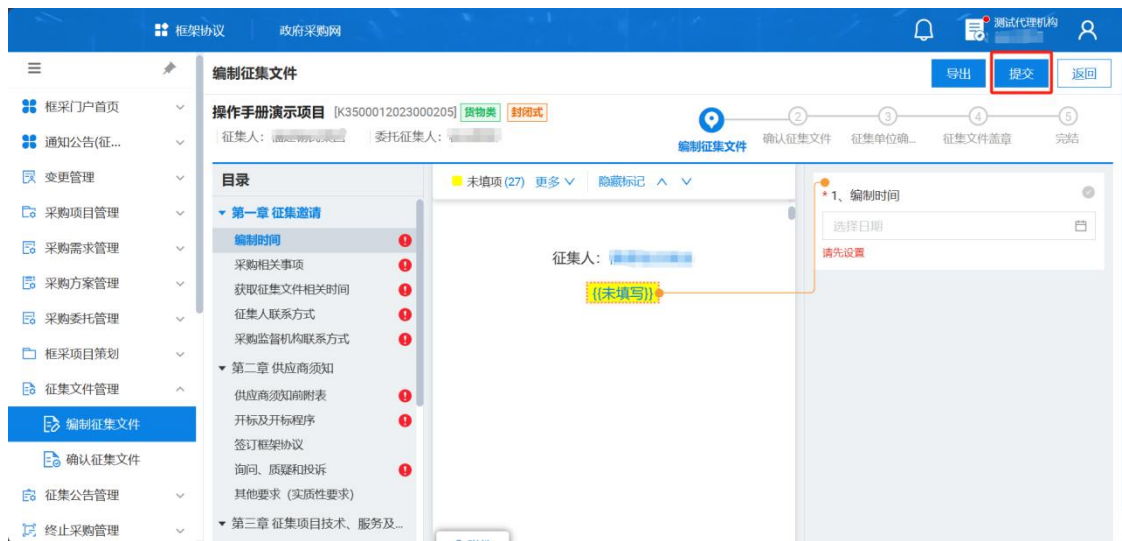 框架协议 政府采购网 测试代理机构
编制征集文件 导出 提交 返回
框采门户首页
通知公告(征...
变更管理
采购项目管理
采购需求管理
采购方案管理
采购委托管理
框采项目策划
征集文件管理
编制征集文件
确认征集文件
征集公告管理
终止采购管理
操作手册演示项目 [K3500012023000205] 货物类 封闭式
征集人： 委托征集人：
编制征集文件
2 确认征集文件
3 征集单位确...
4 征集文件盖章
5 完结
目录
第一章 征集邀请
编制时间
采购相关事项
获取征集文件相关时间
征集人联系方式
采购监督机构联系方式
第二章 供应商须知
供应商须知前附表
开标及开标程序
签订框架协议
询问、质疑和投诉
其他要求（实质性要求）
第三章 征集项目技术、服务及...
未填项 (27) 更多 隐藏标记
征集人：
{{未填写}}
* 1、编制时间
选择日期
请先设置